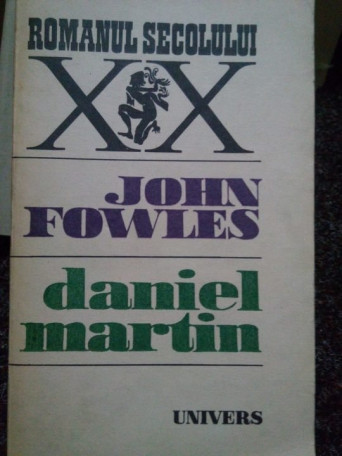 ROMANUL SECOLULUI
XX
JOHN
FOWLES
daniel
martin
UNIVERS